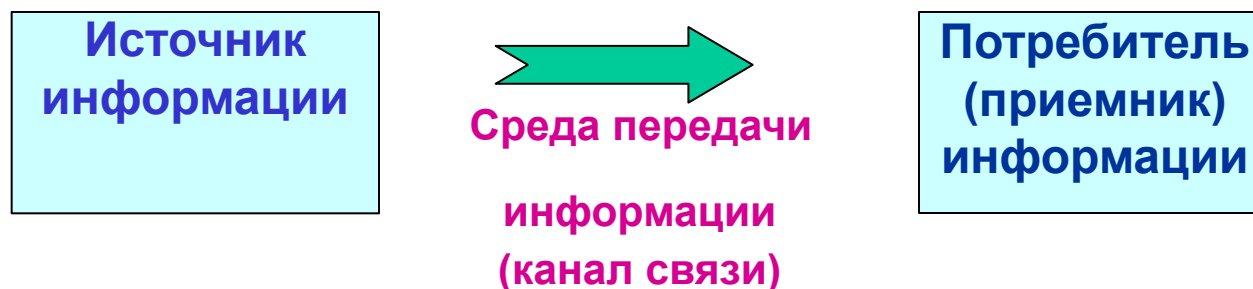 Источник
информации
Среда передачи
информации
(канал связи)
Потребитель
(приемник)
информации